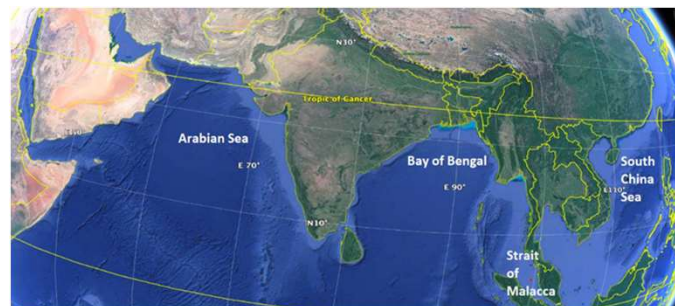 N30°
Tropic of Cancer
Arabian Sea
E 70°
Bay of Bengal
E 90°
South
China
Sea
E110°
N10°
Strait
of
Malacca